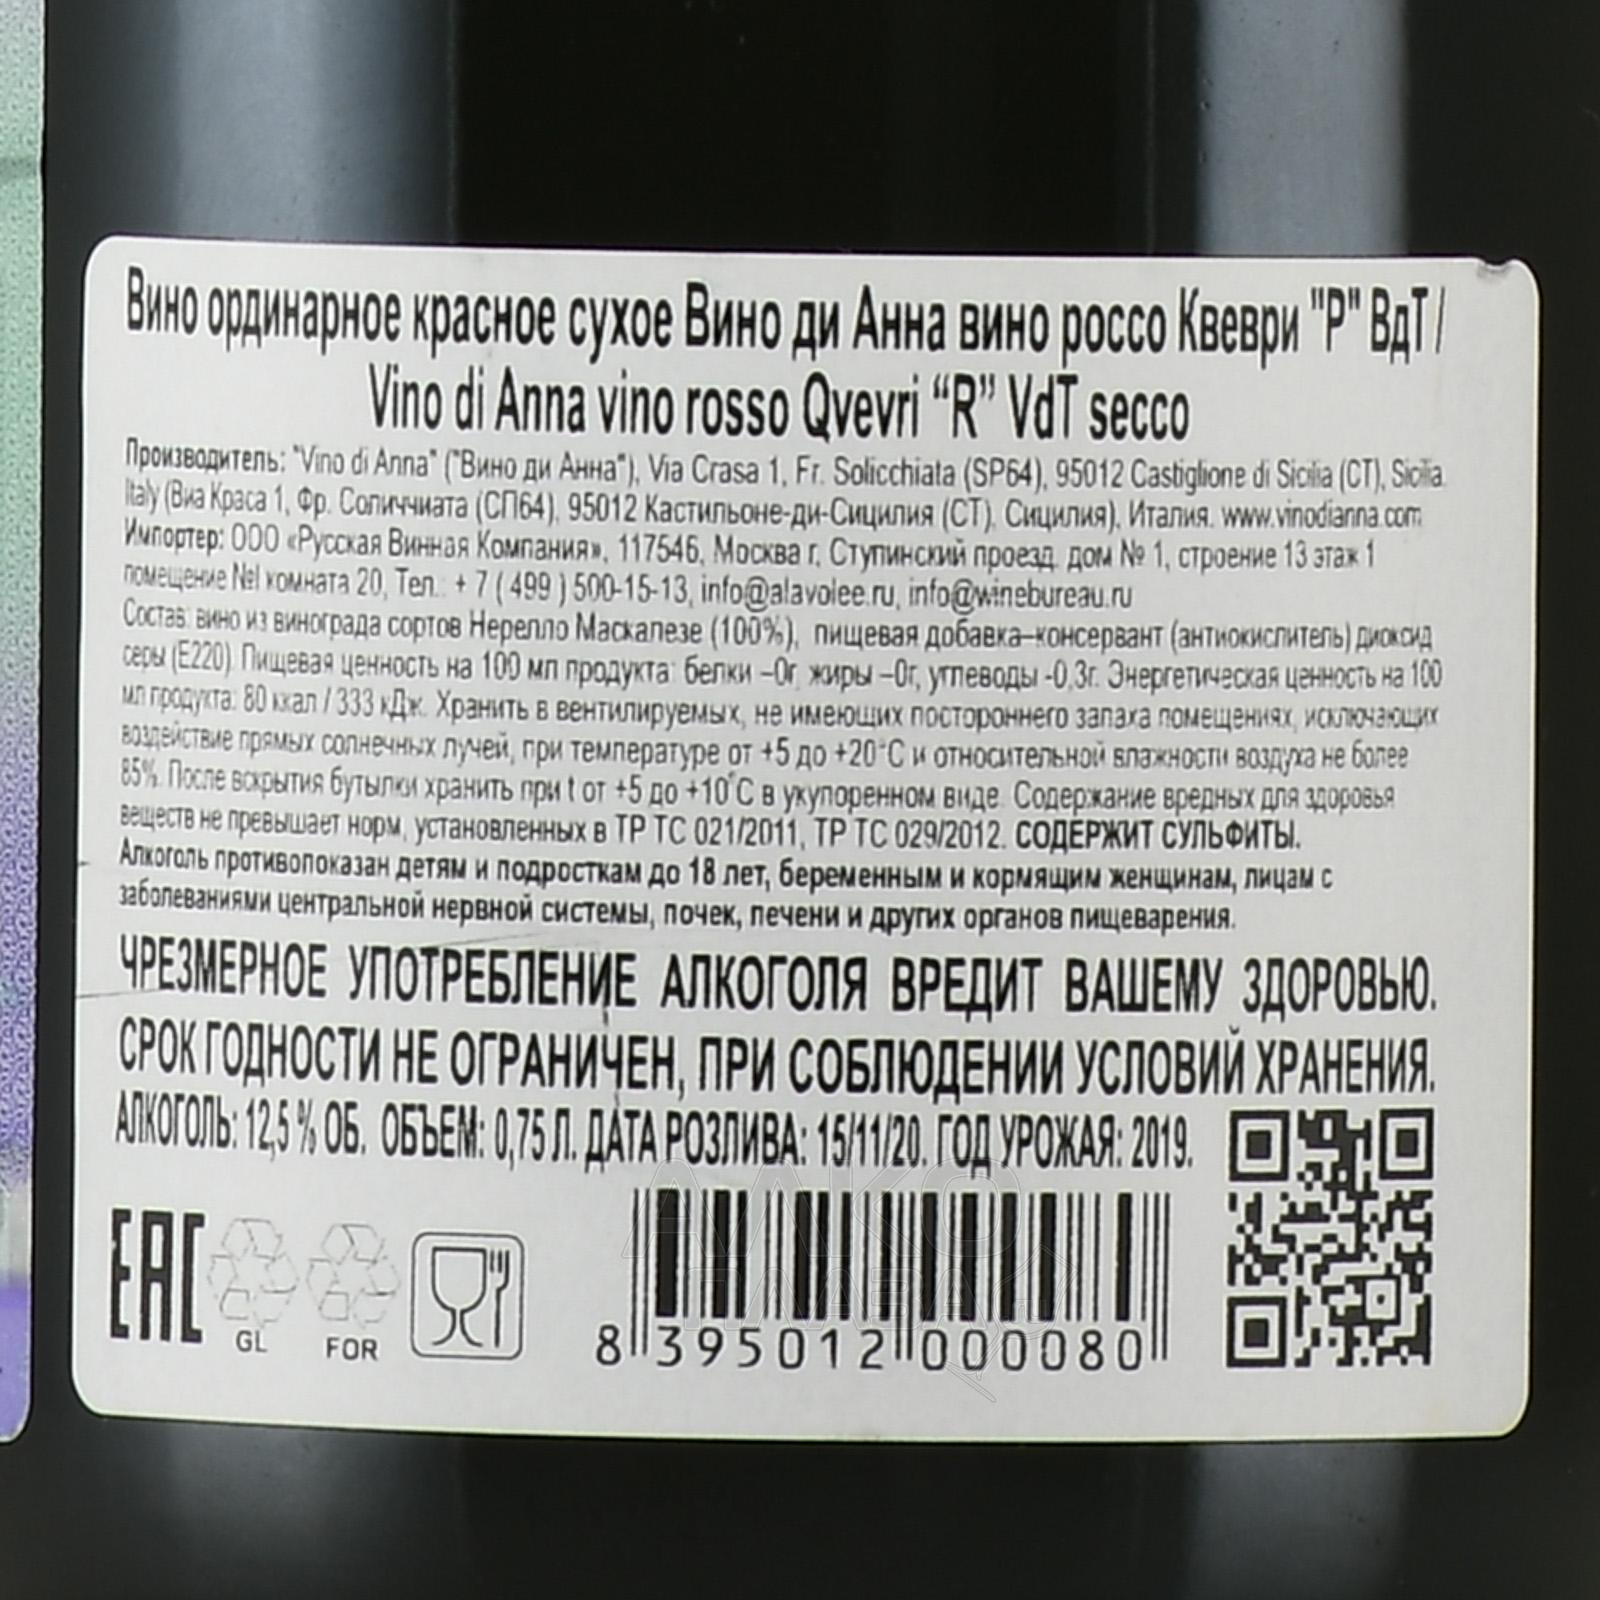 Вино ординарное красное сухое Вино ди Анна вино россо Квеври "Р" ВдТ /
Vino di Anna vino rosso Qvevri “R” VdT secco
Производитель: "Vino di Anna" ("Вино ди Анна"), Via Crasa 1, Fr. Solicchiata (SP64), 95012 Castiglione di Sicilia (CT), Sicilia.
Italy (Виа Краса 1, Фр. Соличчиата (СП64), 95012 Кастильоне-ди-Сицилия (СТ), Сицилия), Италия. www.vinodianna.com
Импортер: ООО «Русская Винная Компания», 117546, Москва г, Ступинский проезд, дом № 1, строение 13 этаж 1
помещение №I комната 20, Тел.: + 7 ( 499 ) 500-15-13, info@alavolee.ru, info@winebureau.ru
Состав: вино из винограда сортов Нерелло Маскалезе (100%), пищевая добавка–консервант (антиокислитель) диоксид
серы (Е220). Пищевая ценность на 100 мл продукта: белки –0г, жиры –0г, углеводы -0,3г. Энергетическая ценность на 100
мл продукта: 80 ккал / 333 кДж. Хранить в вентилируемых, не имеющих постороннего запаха помещениях, исключающих
воздействие прямых солнечных лучей, при температуре от +5 до +20°С и относительной влажности воздуха не более
85%. После вскрытия бутылки хранить при t от +5 до +10°С в укупоренном виде. Содержание вредных для здоровья
веществ не превышает норм, установленных в ТР ТС 021/2011, ТР ТС 029/2012. СОДЕРЖИТ СУЛЬФИТЫ.
Алкоголь противопоказан детям и подросткам до 18 лет, беременным и кормящим женщинам, лицам с
заболеваниями центральной нервной системы, почек, печени и других органов пищеварения.
ЧРЕЗМЕРНОЕ УПОТРЕБЛЕНИЕ АЛКОГОЛЯ ВРЕДИТ ВАШЕМУ ЗДОРОВЬЮ.
СРОК ГОДНОСТИ НЕ ОГРАНИЧЕН, ПРИ СОБЛЮДЕНИИ УСЛОВИЙ ХРАНЕНИЯ.
АЛКОГОЛЬ: 12,5 % ОБ. ОБЪЕМ: 0,75 Л. ДАТА РОЗЛИВА: 15/11/20. ГОД УРОЖАЯ: 2019.
ЕАС
GL FOR
8 395012 000080
АЛКО
ГЛАВА